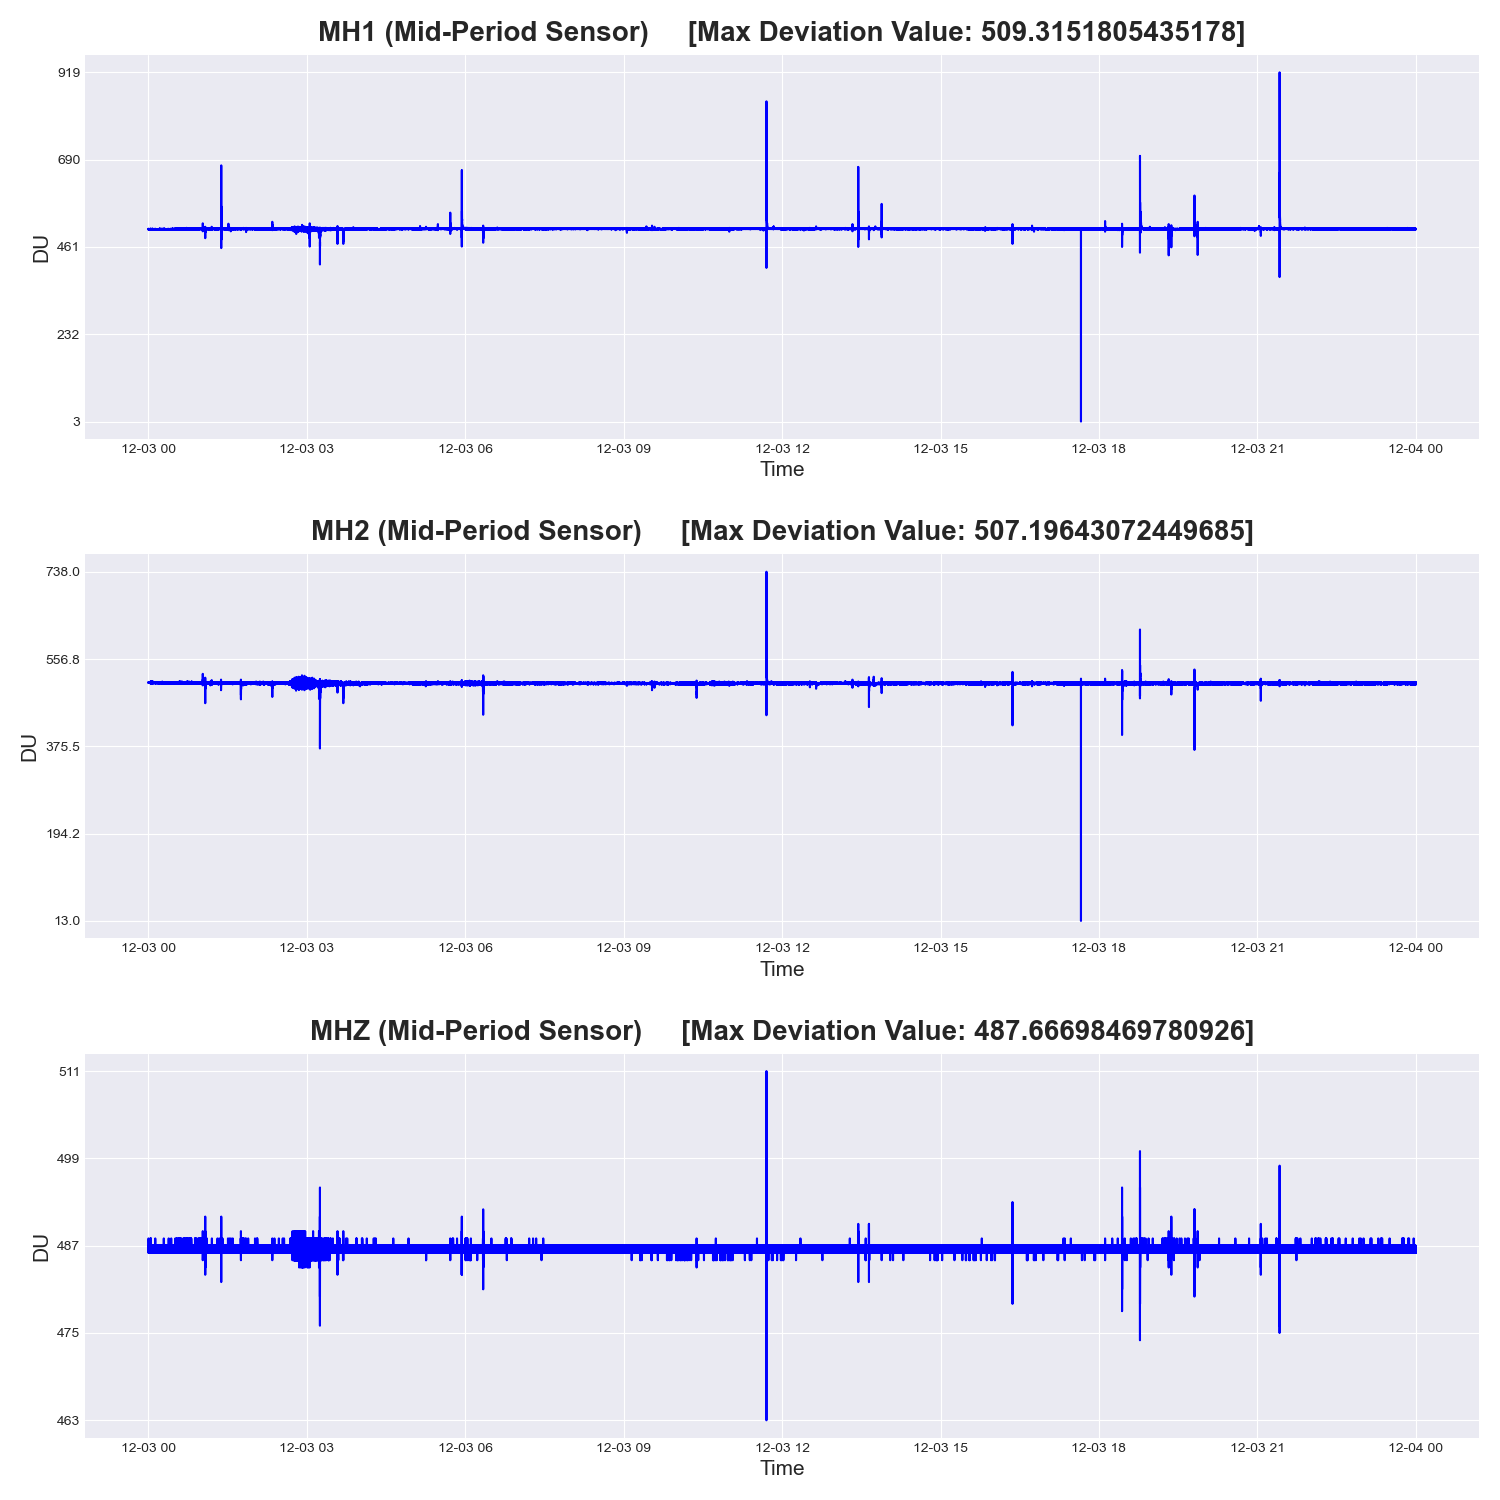 MH1 (Mid-Period Sensor) [Max Deviation Value: 509.3151805435178]
919
690
461
232
3
DU
12-03 00 12-03 03 12-03 06 12-03 09 12-03 12 12-03 15 12-03 18 12-03 21 12-04 00
Time
MH2 (Mid-Period Sensor) [Max Deviation Value: 507.19643072449685]
738.0
556.8
375.5
194.2
13.0
DU
12-03 00 12-03 03 12-03 06 12-03 09 12-03 12 12-03 15 12-03 18 12-03 21 12-04 00
Time
MHZ (Mid-Period Sensor) [Max Deviation Value: 487.66698469780926]
511
499
487
475
463
DU
12-03 00 12-03 03 12-03 06 12-03 09 12-03 12 12-03 15 12-03 18 12-03 21 12-04 00
Time